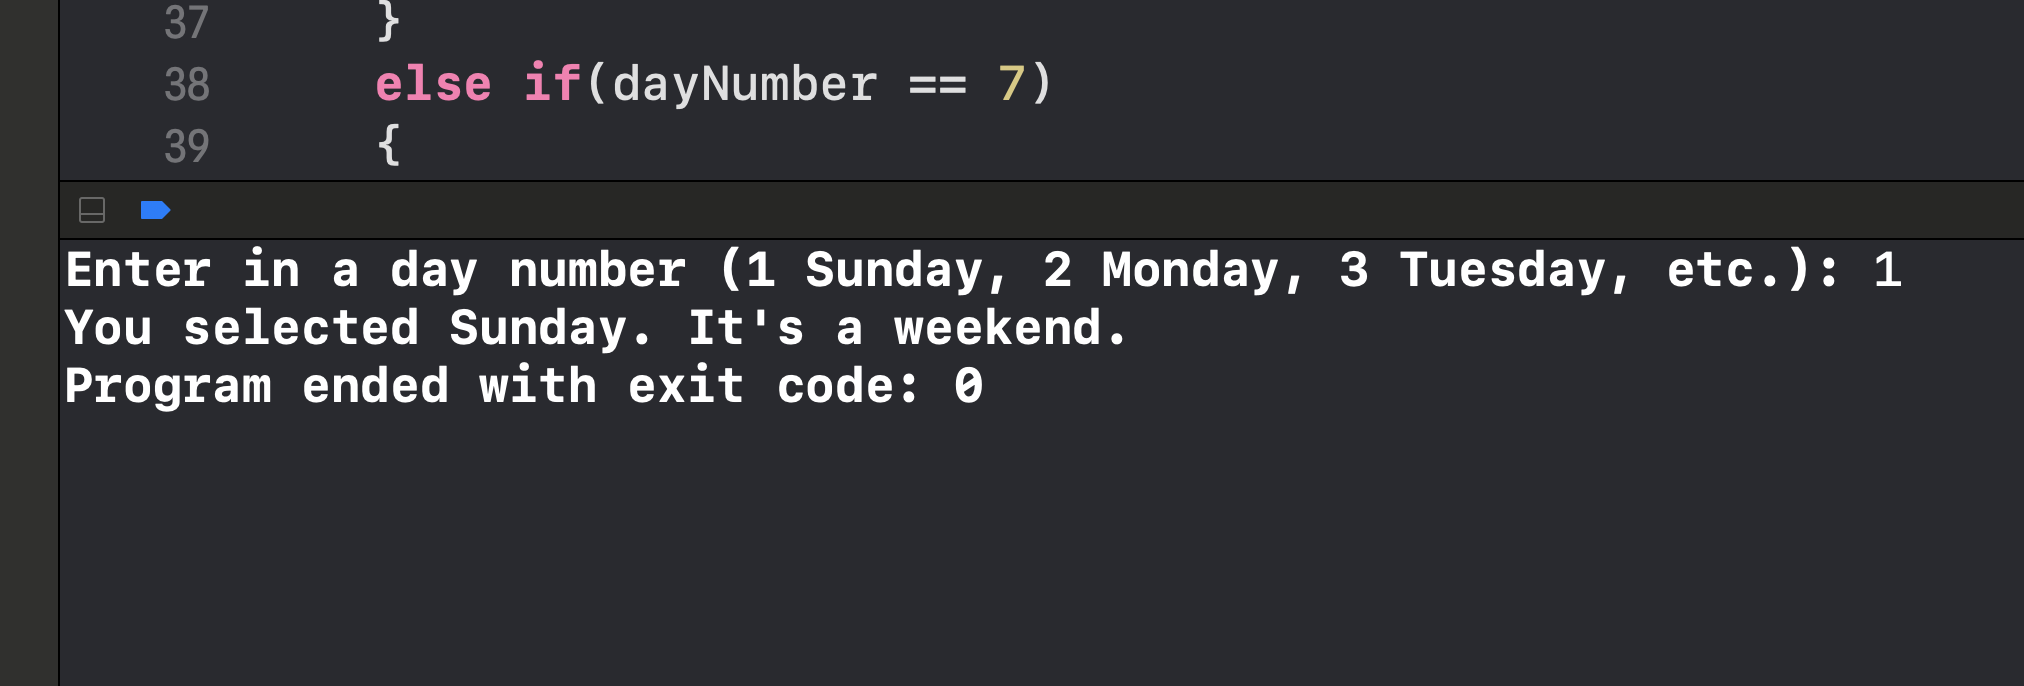 37 }
38 else if(dayNumber == 7)
39 {
Enter in a day number (1 Sunday, 2 Monday, 3 Tuesday, etc.): 1
You selected Sunday. It's a weekend.
Program ended with exit code: 0